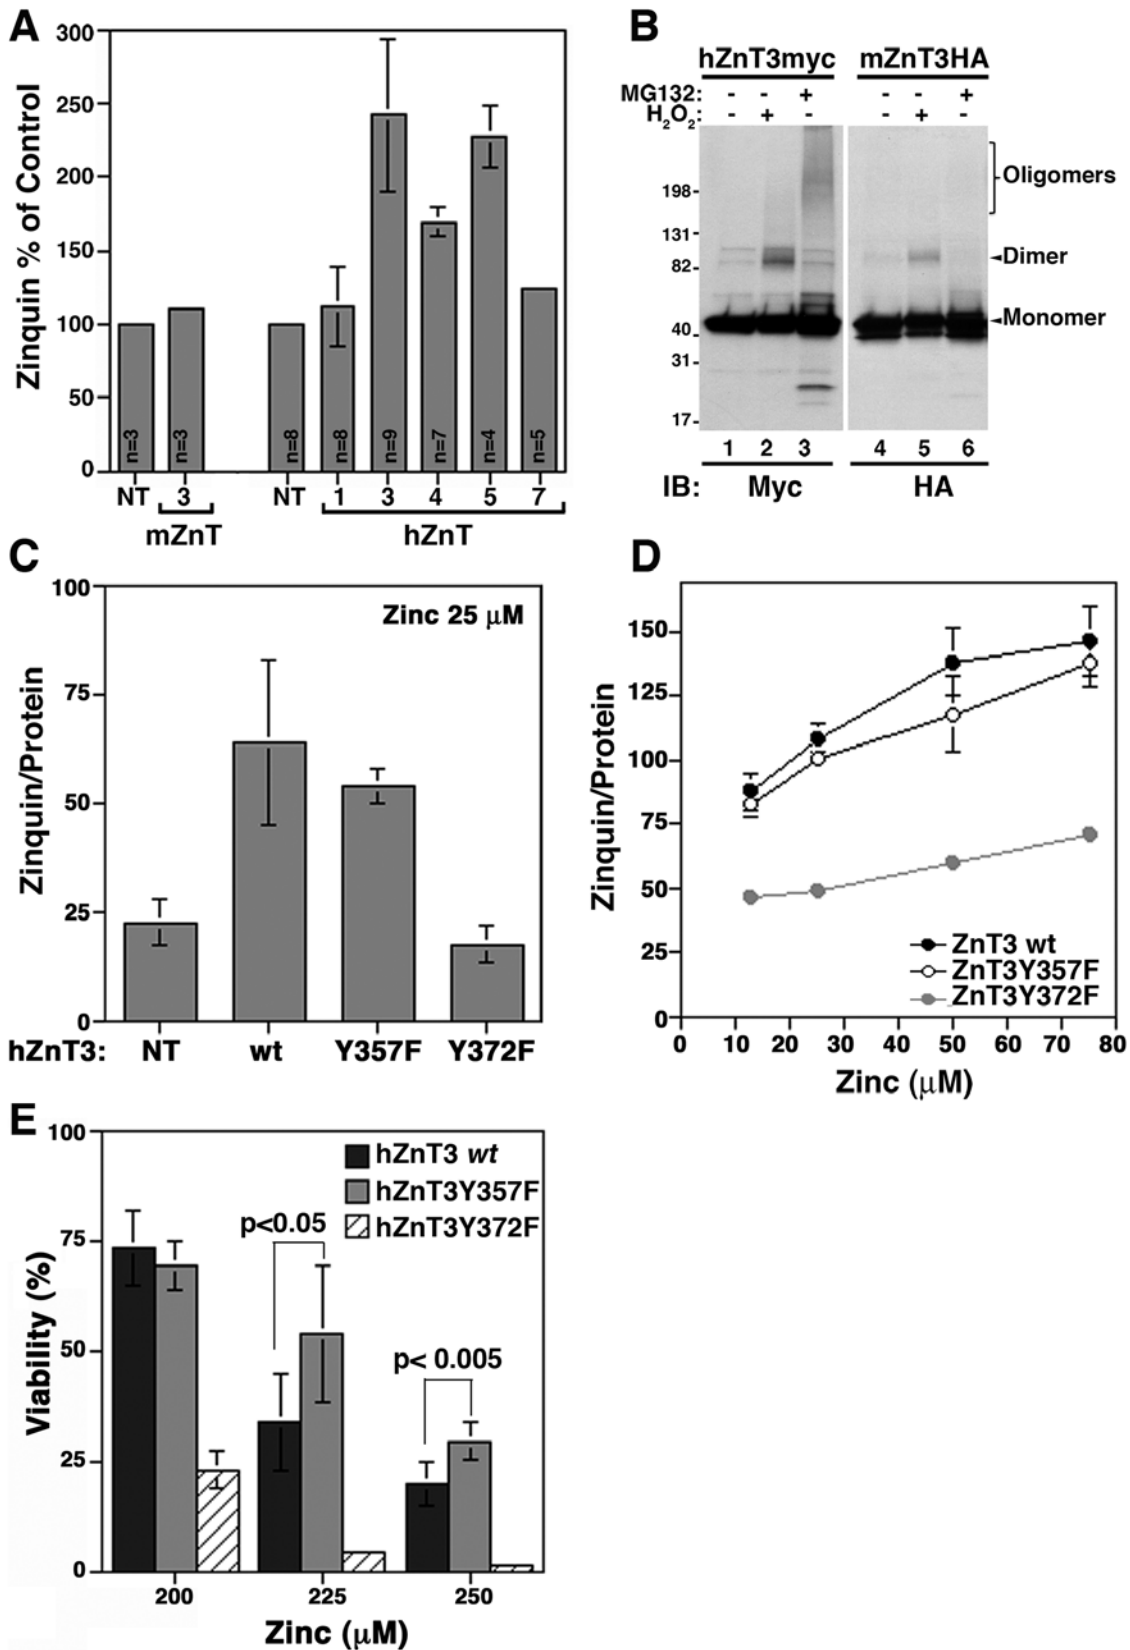 A
300
250
200
150
100
50
0
Zinquin % of Control
n=3
n=3
n=8
n=8
n=9
n=7
n=4
n=5
NT 3 NT 1 3 4 5 7
mZnT hZnT
B
hZnT3myc mZnT3HA
MG132: - - + - - +
H2O2: - + - - + -
198-
131-
82-
40-
31-
17-
Oligomers
Dimer
Monomer
1 2 3 4 5 6
IB: Myc HA
C
100
75
50
25
0
Zinquin/Protein
Zinc 25 μM
hZnT3: NT wt Y357F Y372F
D
150
125
100
75
50
25
0
Zinquin/Protein
ZnT3 wt
ZnT3Y357F
ZnT3Y372F
0 10 20 30 40 50 60 70 80
Zinc (μM)
E
100
75
50
25
0
Viability (%)
hZnT3 wt
hZnT3Y357F
hZnT3Y372F
p<0.05
p< 0.005
200 225 250
Zinc (μM)